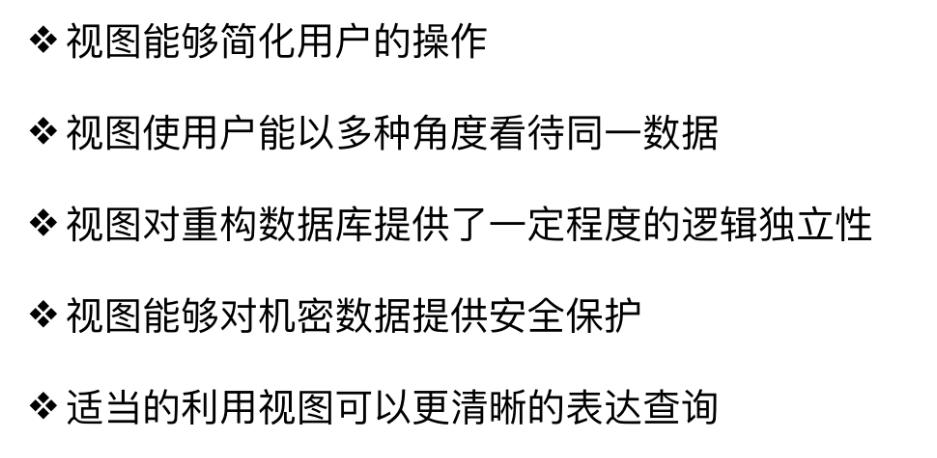 ❖ 视图能够简化用户的操作
❖ 视图使用户能以多种角度看待同一数据
❖ 视图对重构数据库提供了一定程度的逻辑独立性
❖ 视图能够对机密数据提供安全保护
❖ 适当的利用视图可以更清晰的表达查询